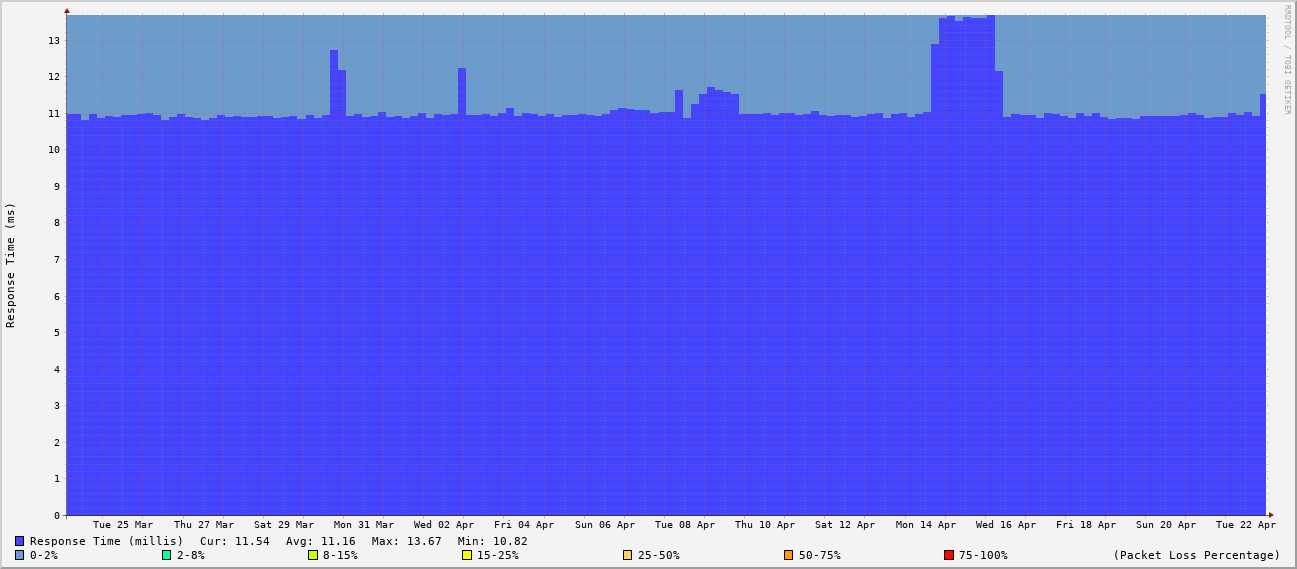 RRDTOOL / TOBI OETIKER
Response Time (ms)
13
12
11
10
9
8
7
6
5
4
3
2
1
0
Tue 25 Mar Thu 27 Mar Sat 29 Mar Mon 31 Mar Wed 02 Apr Fri 04 Apr Sun 06 Apr Tue 08 Apr Thu 10 Apr Sat 12 Apr Mon 14 Apr Wed 16 Apr Fri 18 Apr Sun 20 Apr Tue 22 Apr
Response Time (millis) Cur: 11.54 Avg: 11.16 Max: 13.67 Min: 10.82
0-2% 2-8% 8-15% 15-25% 25-50% 50-75% 75-100% (Packet Loss Percentage)